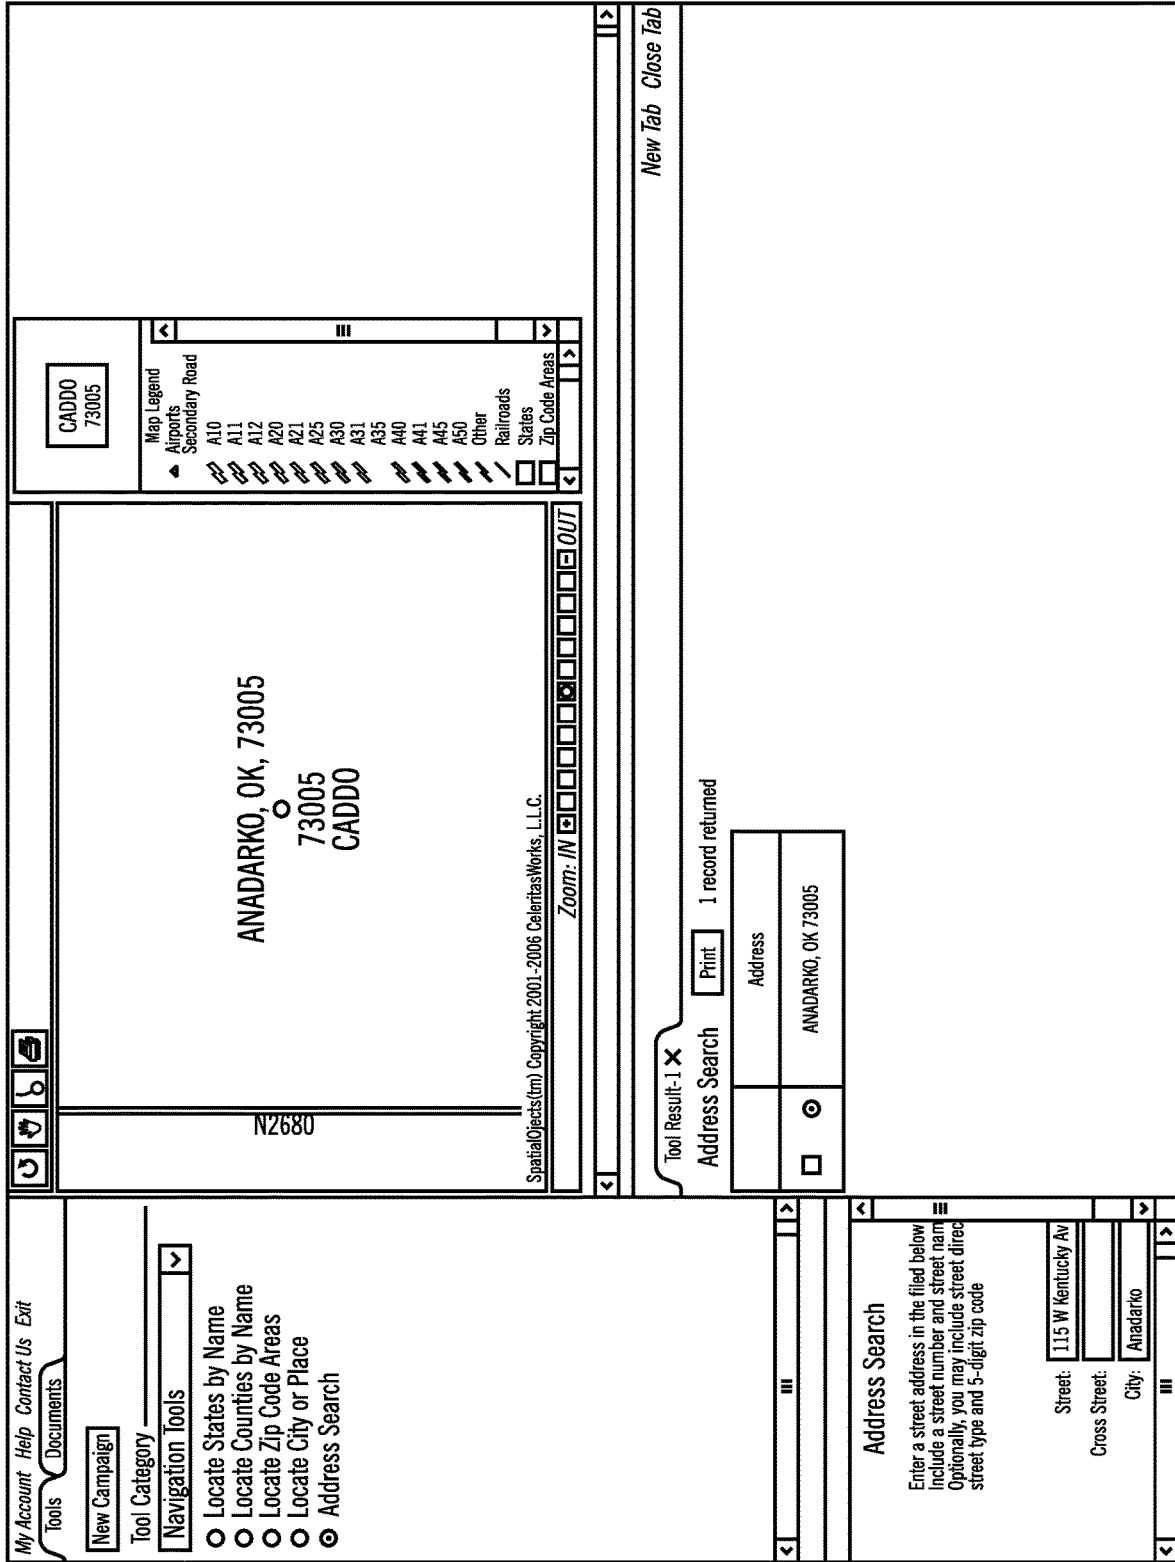 My Account Help Contact Us Exit
Tools Documents
New Campaign
Tool Category
Navigation Tools
Locate States by Name
Locate Counties by Name
Locate Zip Code Areas
Locate City or Place
Address Search
Address Search
Enter a street address in the filed below
Include a street number and street nam
Optionally, you may include street direc
street type and 5-digit zip code
Street: 115 W Kentucky Av
Cross Street:
City: Anadarko
N2680
ANADARKO, OK, 73005
73005
CADDO
SpatialOjects(tm) Copyright 2001-2006 CeleritasWorks, L.L.C.
Zoom: IN OUT
CADDO
73005
Map Legend
Airports
Secondary Road
A10
A11
A12
A20
A21
A25
A30
A31
A35
A40
A41
A45
A50
Other
Railroads
States
Zip Code Areas
New Tab Close Tab
Tool Result-1 X
Address Search Print 1 record returned
Address
ANADARKO, OK 73005